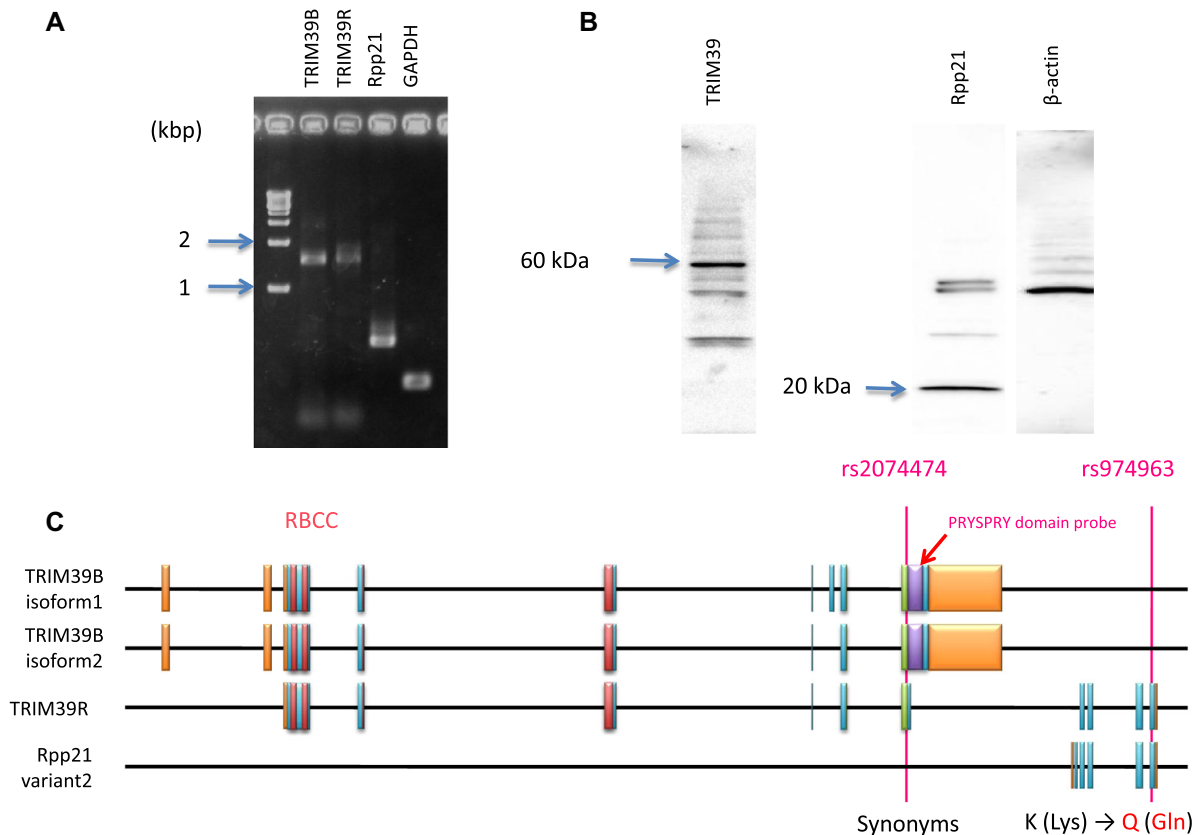 A
TRIM39B
TRIM39R
Rpp21
GAPDH
(kbp)
2
1
B
TRIM39
Rpp21
β-actin
60 kDa
20 kDa
rs2074474
rs974963
C
RBCC
PRYSPRY domain probe
TRIM39B
isoform1
TRIM39B
isoform2
TRIM39R
Rpp21
variant2
Synonyms
K (Lys) → Q (Gln)